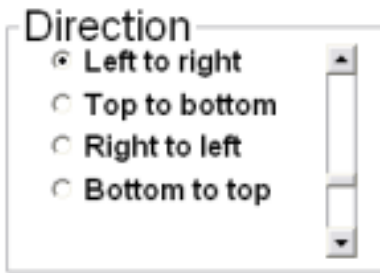 Direction
Left to right
Top to bottom
Right to left
Bottom to top